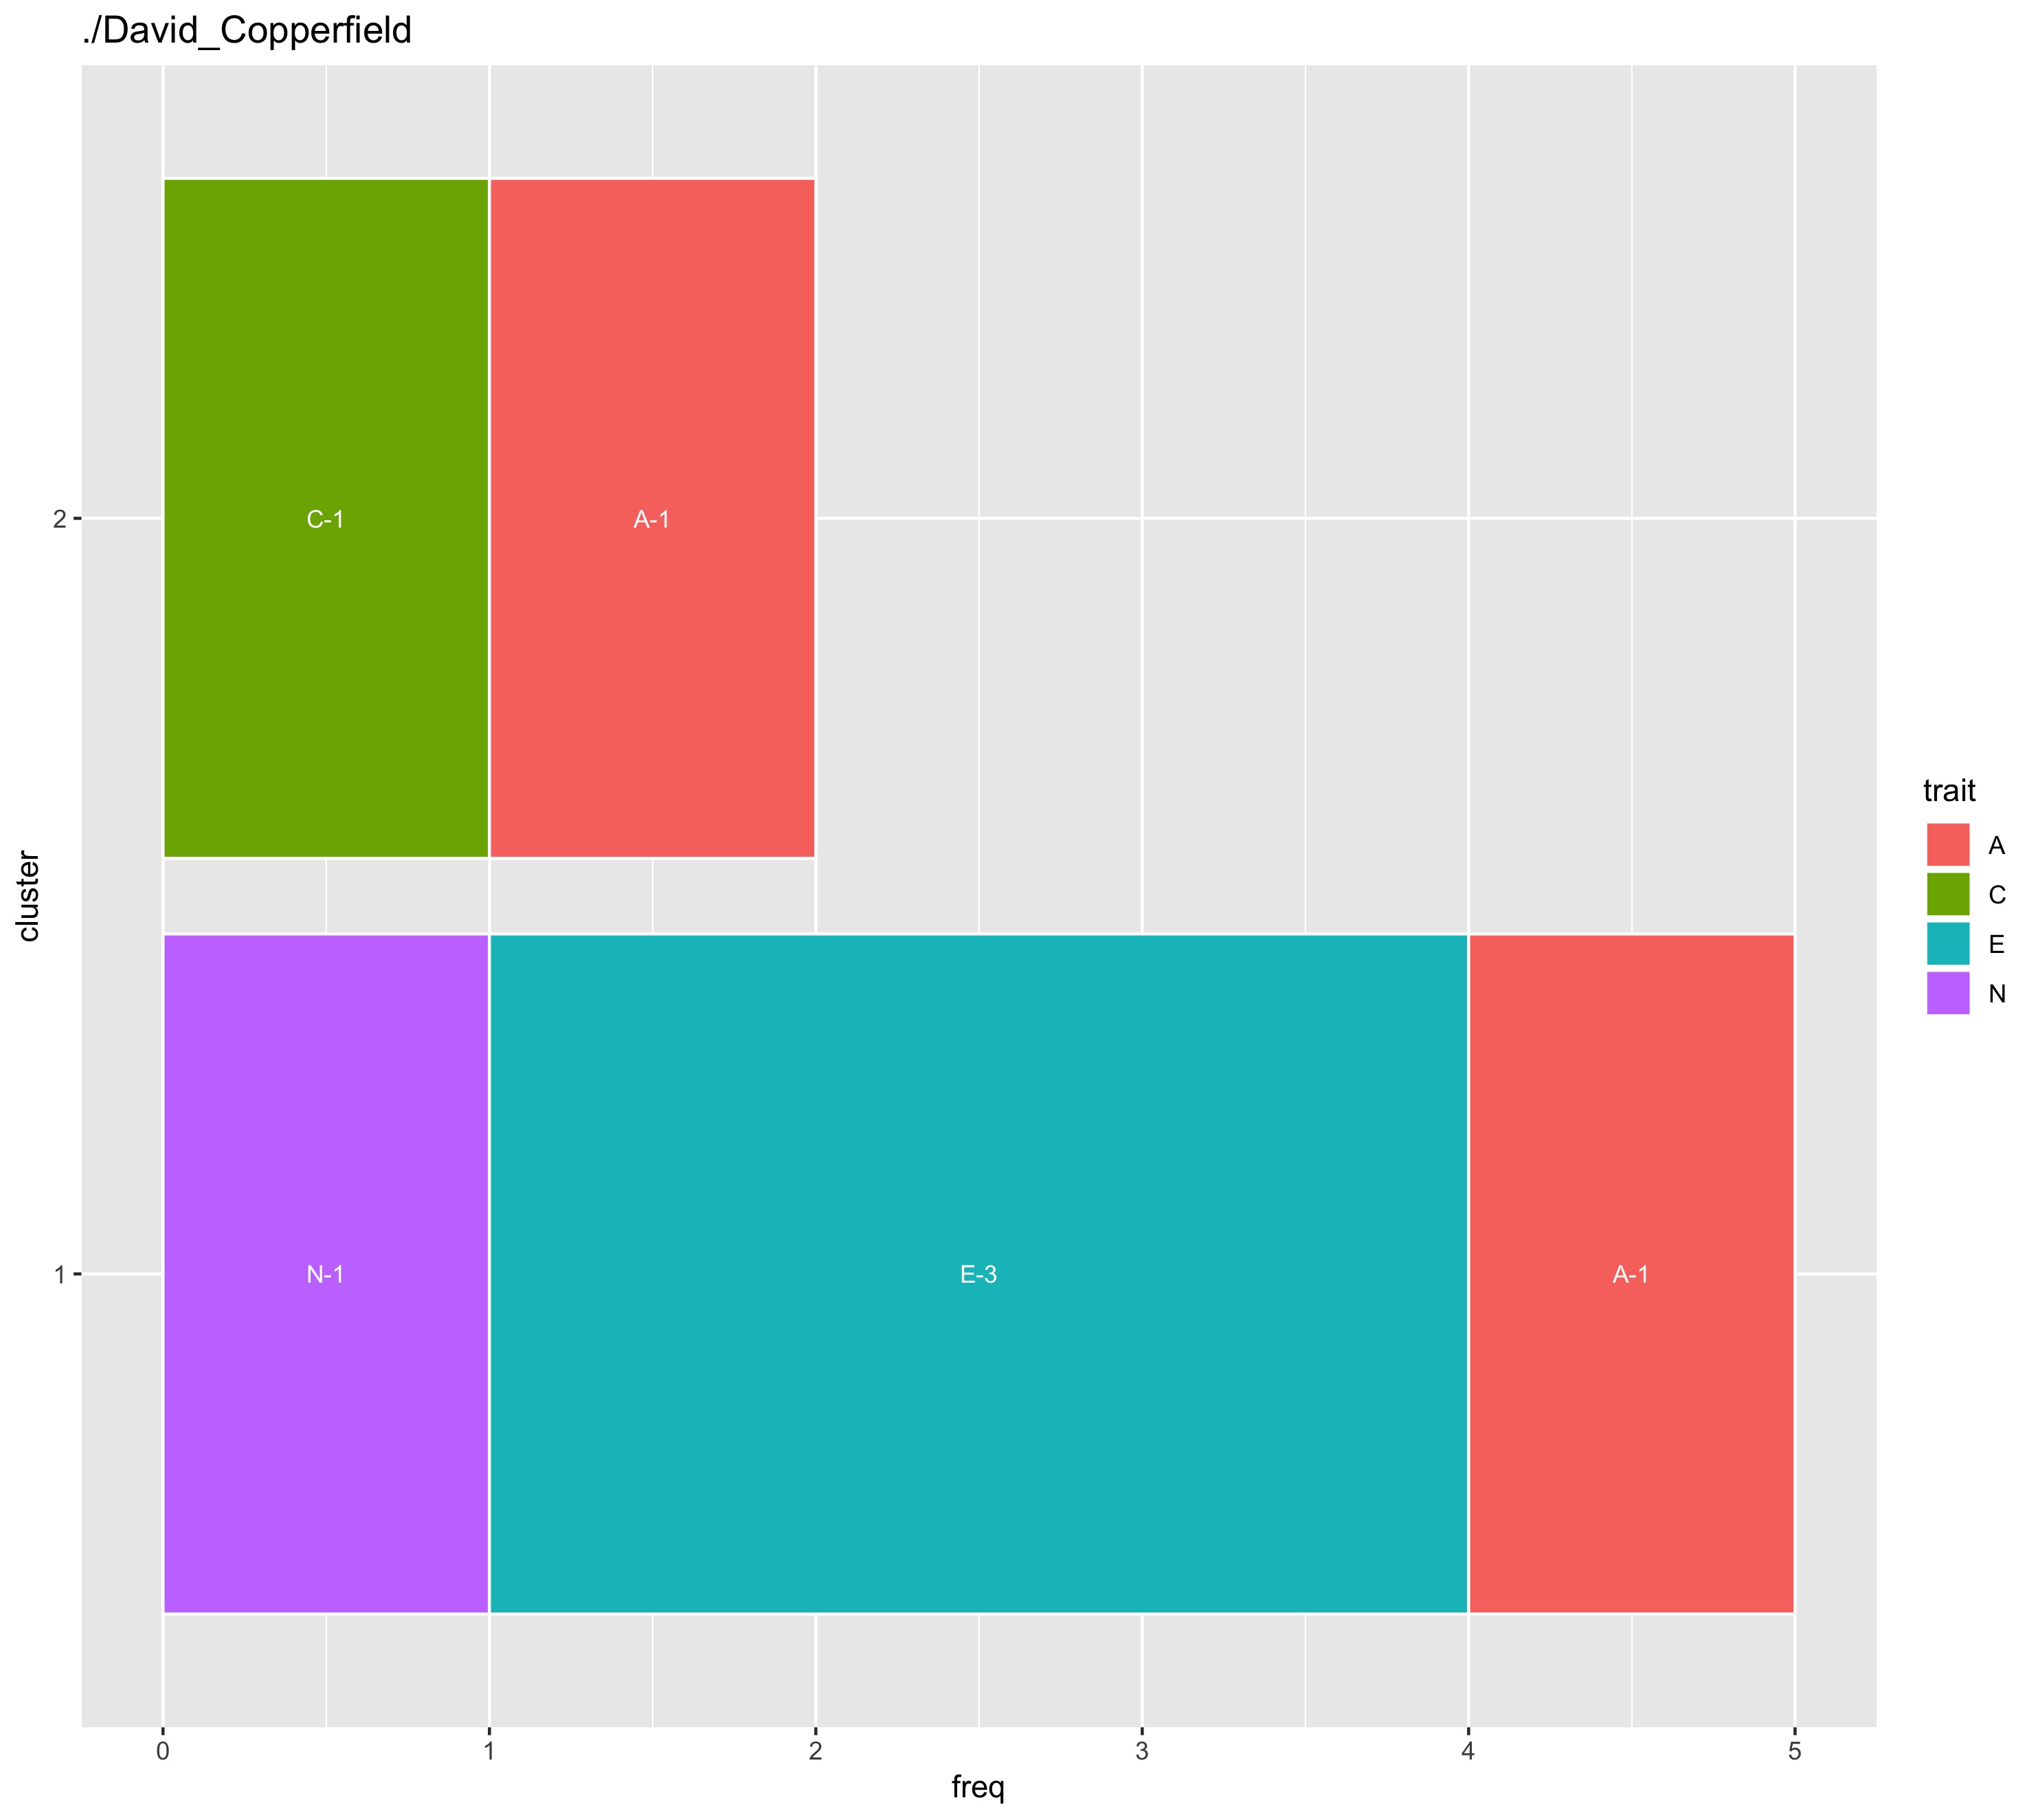 ./David_Copperfield
C-1 A-1
2
cluster
N-1 E-3 A-1
1
0 1 2 3 4 5
freq
trait
A
C
E
N